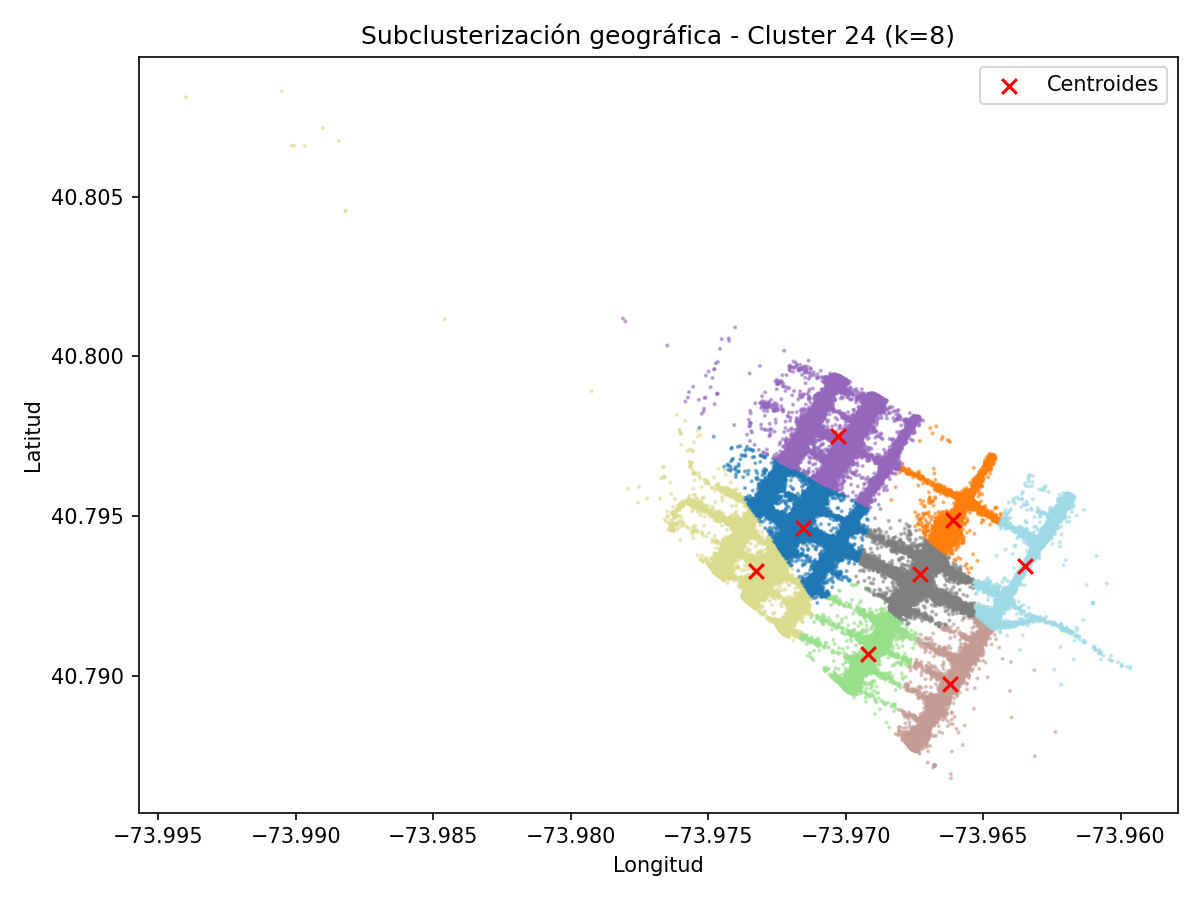 Subclusterización geográfica - Cluster 24 (k=8)
Centroides
Latitud
40.805
40.800
40.795
40.790
−73.995 −73.990 −73.985 −73.980 −73.975 −73.970 −73.965 −73.960
Longitud